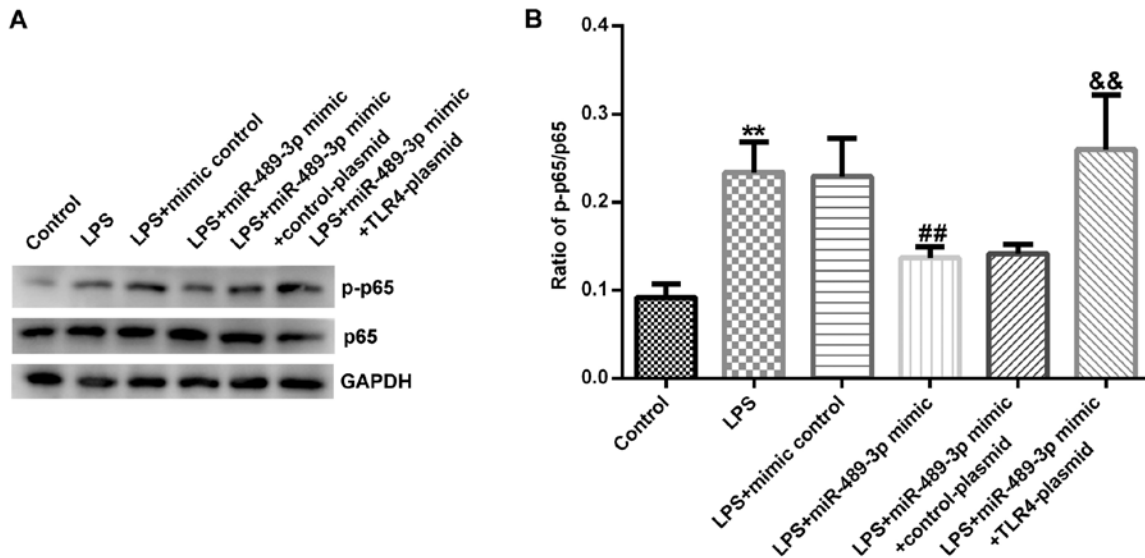 A
Control
LPS
LPS+mimic control
LPS+miR-489-3p mimic
LPS+miR-489-3p mimic
+control-plasmid
LPS+miR-489-3p mimic
+TLR4-plasmid
p-p65
p65
GAPDH
B
Ratio of p-p65/p65
0.4
0.3
0.2
0.1
0.0
**
##
&&
Control
LPS
LPS+mimic control
LPS+miR-489-3p mimic
LPS+miR-489-3p mimic
+control-plasmid
LPS+miR-489-3p mimic
+TLR4-plasmid